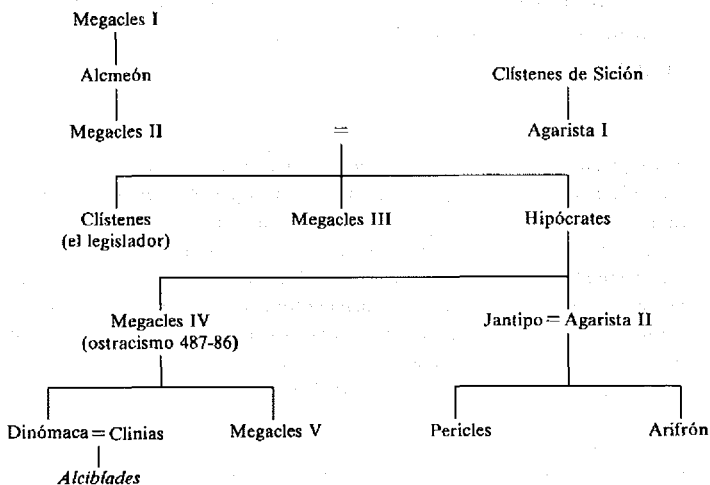 Megacles I
Alcmeón
Clístenes de Sición
Megacles II
=
Agarista I
Clístenes
(el legislador)
Megacles III
Hipócrates
Megacles IV
(ostracismo 487-86)
Jantipo = Agarista II
Dinómaca = Clinias
Megacles V
Pericles
Arifrón
Alcibíades